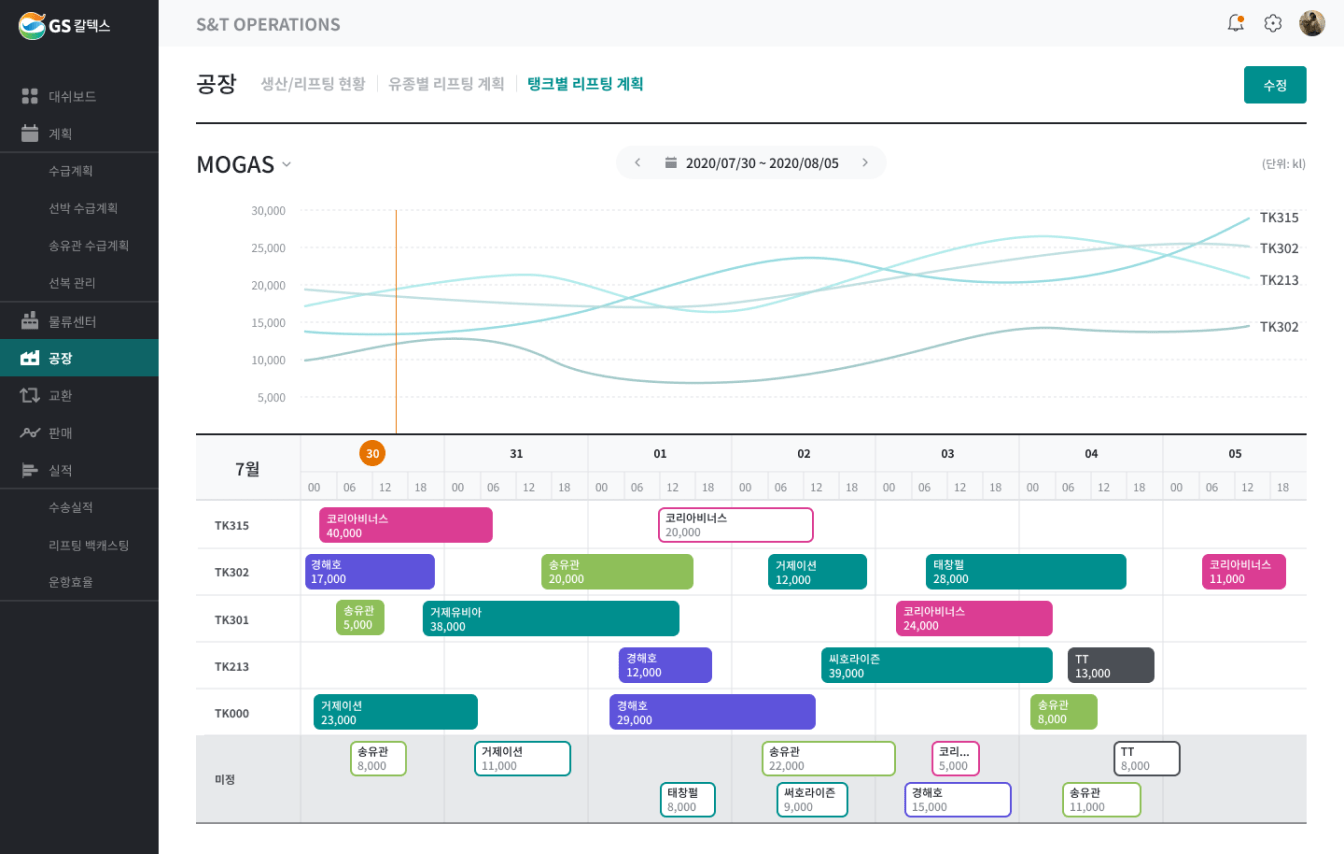 GS 칼텍스
S&T OPERATIONS
대쉬보드
계획
수급계획
선박 수급계획
송유관 수급계획
선복 관리
물류센터
공장
교환
판매
실적
수송실적
리프팅 백캐스팅
운항효율
공장
생산/리프팅 현황
유종별 리프팅 계획
탱크별 리프팅 계획
수정
MOGAS
2020/07/30 ~ 2020/08/05
(단위: kl)
30,000
25,000
20,000
15,000
10,000
5,000
TK315
TK302
TK213
TK302
7월
30 31 01 02 03 04 05
00 06 12 18 00 06 12 18 00 06 12 18 00 06 12 18 00 06 12 18 00 06 12 18 00 06 12 18
TK315
코리아비너스
40,000
코리아비너스
20,000
TK302
경해호
17,000
송유관
20,000
거제이션
12,000
태창펄
28,000
코리아비너스
11,000
TK301
송유관
5,000
거제유비아
38,000
코리아비너스
24,000
TK213
경해호
12,000
씨호라이즌
39,000
TT
13,000
TK000
거제이션
23,000
경해호
29,000
송유관
8,000
미정
송유관
8,000
거제이션
11,000
송유관
22,000
코리...
5,000
TT
8,000
태창펄
8,000
써호라이즌
9,000
경해호
15,000
송유관
11,000